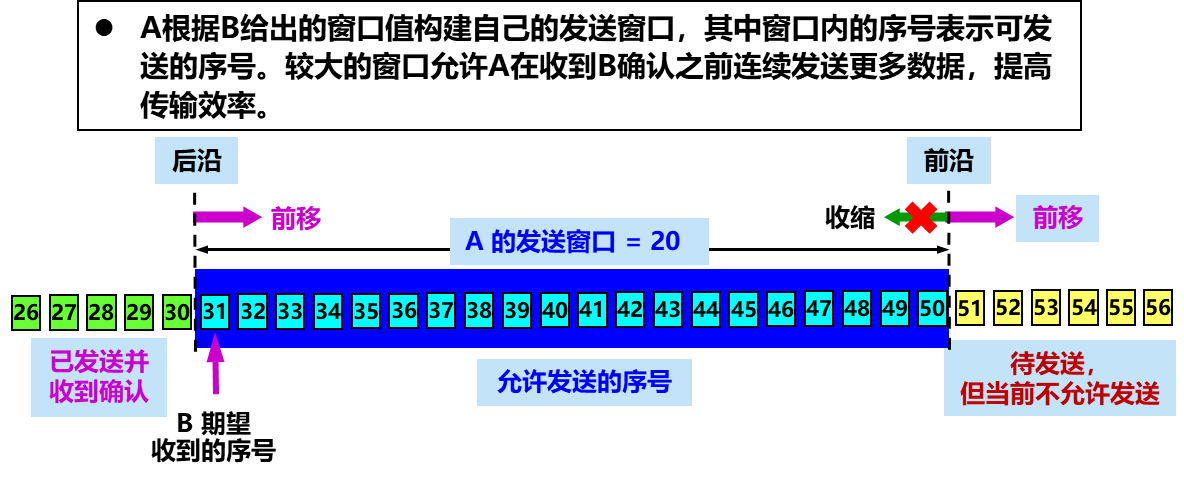 ● A根据B给出的窗口值构建自己的发送窗口，其中窗口内的序号表示可发
送的序号。较大的窗口允许A在收到B确认之前连续发送更多数据，提高
传输效率。
后沿
前沿
前移
收缩
前移
A 的发送窗口 = 20
26 27 28 29 30 31 32 33 34 35 36 37 38 39 40 41 42 43 44 45 46 47 48 49 50 51 52 53 54 55 56
已发送并
收到确认
允许发送的序号
待发送，
但当前不允许发送
B 期望
收到的序号